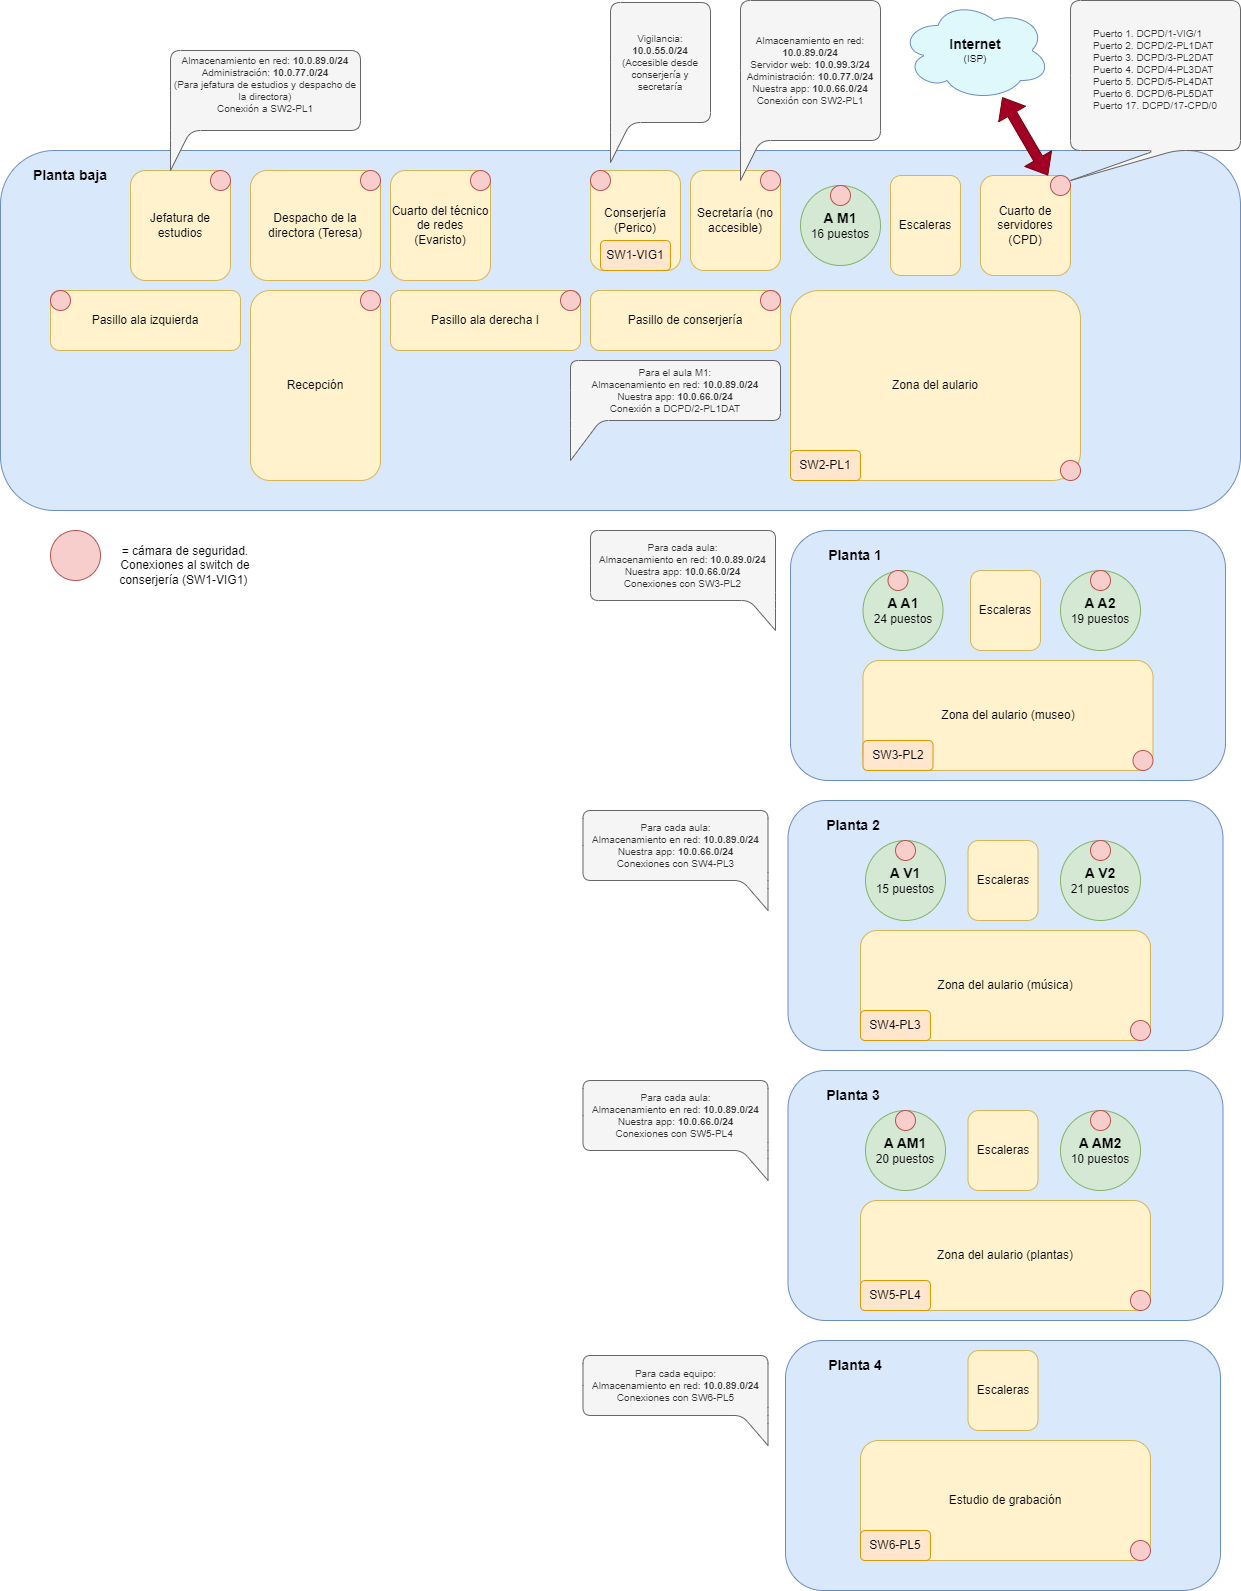 Almacenamiento en red: 10.0.89.0/24
Administración: 10.0.77.0/24
(Para jefatura de estudios y despacho de
la directora)
Conexión a SW2-PL1
Vigilancia:
10.0.55.0/24
(Accesible desde
conserjería y
secretaría
Almacenamiento en red:
10.0.89.0/24
Servidor web: 10.0.99.3/24
Administración: 10.0.77.0/24
Nuestra app: 10.0.66.0/24
Conexión con SW2-PL1
Internet
(ISP)
Puerto 1. DCPD/1-VIG/1
Puerto 2. DCPD/2-PL1DAT
Puerto 3. DCPD/3-PL2DAT
Puerto 4. DCPD/4-PL3DAT
Puerto 5. DCPD/5-PL4DAT
Puerto 6. DCPD/6-PL5DAT
Puerto 17. DCPD/17-CPD/0
Planta baja
Jefatura de
estudios
Despacho de la
directora (Teresa)
Cuarto del técnico
de redes
(Evaristo)
Conserjería
(Perico)
SW1-VIG1
Secretaría (no
accesible)
A M1
16 puestos
Escaleras
Cuarto de
servidores
(CPD)
Pasillo ala izquierda
Recepción
Pasillo ala derecha I
Pasillo de conserjería
Zona del aulario
SW2-PL1
Para el aula M1:
Almacenamiento en red: 10.0.89.0/24
Nuestra app: 10.0.66.0/24
Conexión a DCPD/2-PL1DAT
= cámara de seguridad.
Conexiones al switch de
conserjería (SW1-VIG1)
Para cada aula:
Almacenamiento en red: 10.0.89.0/24
Nuestra app: 10.0.66.0/24
Conexiones con SW3-PL2
Planta 1
A A1
24 puestos
Escaleras
A A2
19 puestos
Zona del aulario (museo)
SW3-PL2
Para cada aula:
Almacenamiento en red: 10.0.89.0/24
Nuestra app: 10.0.66.0/24
Conexiones con SW4-PL3
Planta 2
A V1
15 puestos
Escaleras
A V2
21 puestos
Zona del aulario (música)
SW4-PL3
Para cada aula:
Almacenamiento en red: 10.0.89.0/24
Nuestra app: 10.0.66.0/24
Conexiones con SW5-PL4
Planta 3
A AM1
20 puestos
Escaleras
A AM2
10 puestos
Zona del aulario (plantas)
SW5-PL4
Para cada equipo:
Almacenamiento en red: 10.0.89.0/24
Conexiones con SW6-PL5
Planta 4
Escaleras
Estudio de grabación
SW6-PL5